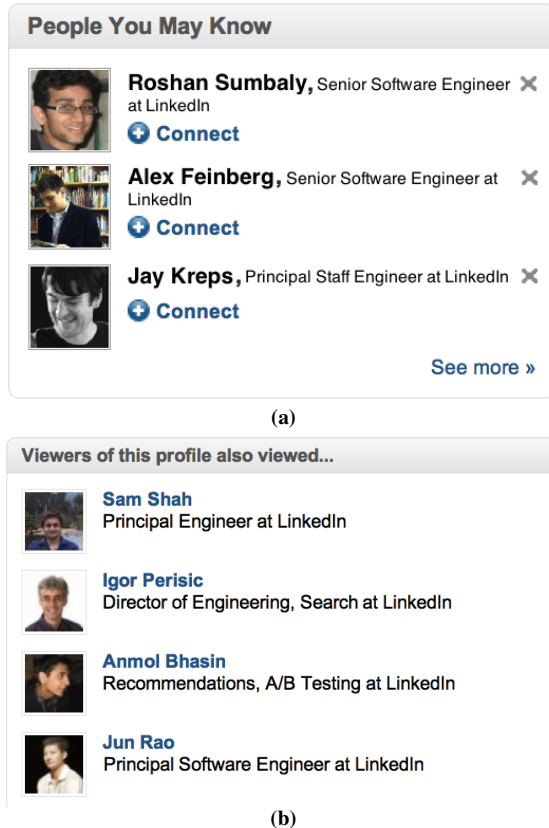 People You May Know
Roshan Sumbaly, Senior Software Engineer
at LinkedIn
Connect
Alex Feinberg, Senior Software Engineer at
LinkedIn
Connect
Jay Kreps, Principal Staff Engineer at LinkedIn
Connect
See more »
(a)
Viewers of this profile also viewed...
Sam Shah
Principal Engineer at LinkedIn
Igor Perisic
Director of Engineering, Search at LinkedIn
Anmol Bhasin
Recommendations, A/B Testing at LinkedIn
Jun Rao
Principal Software Engineer at LinkedIn
(b)